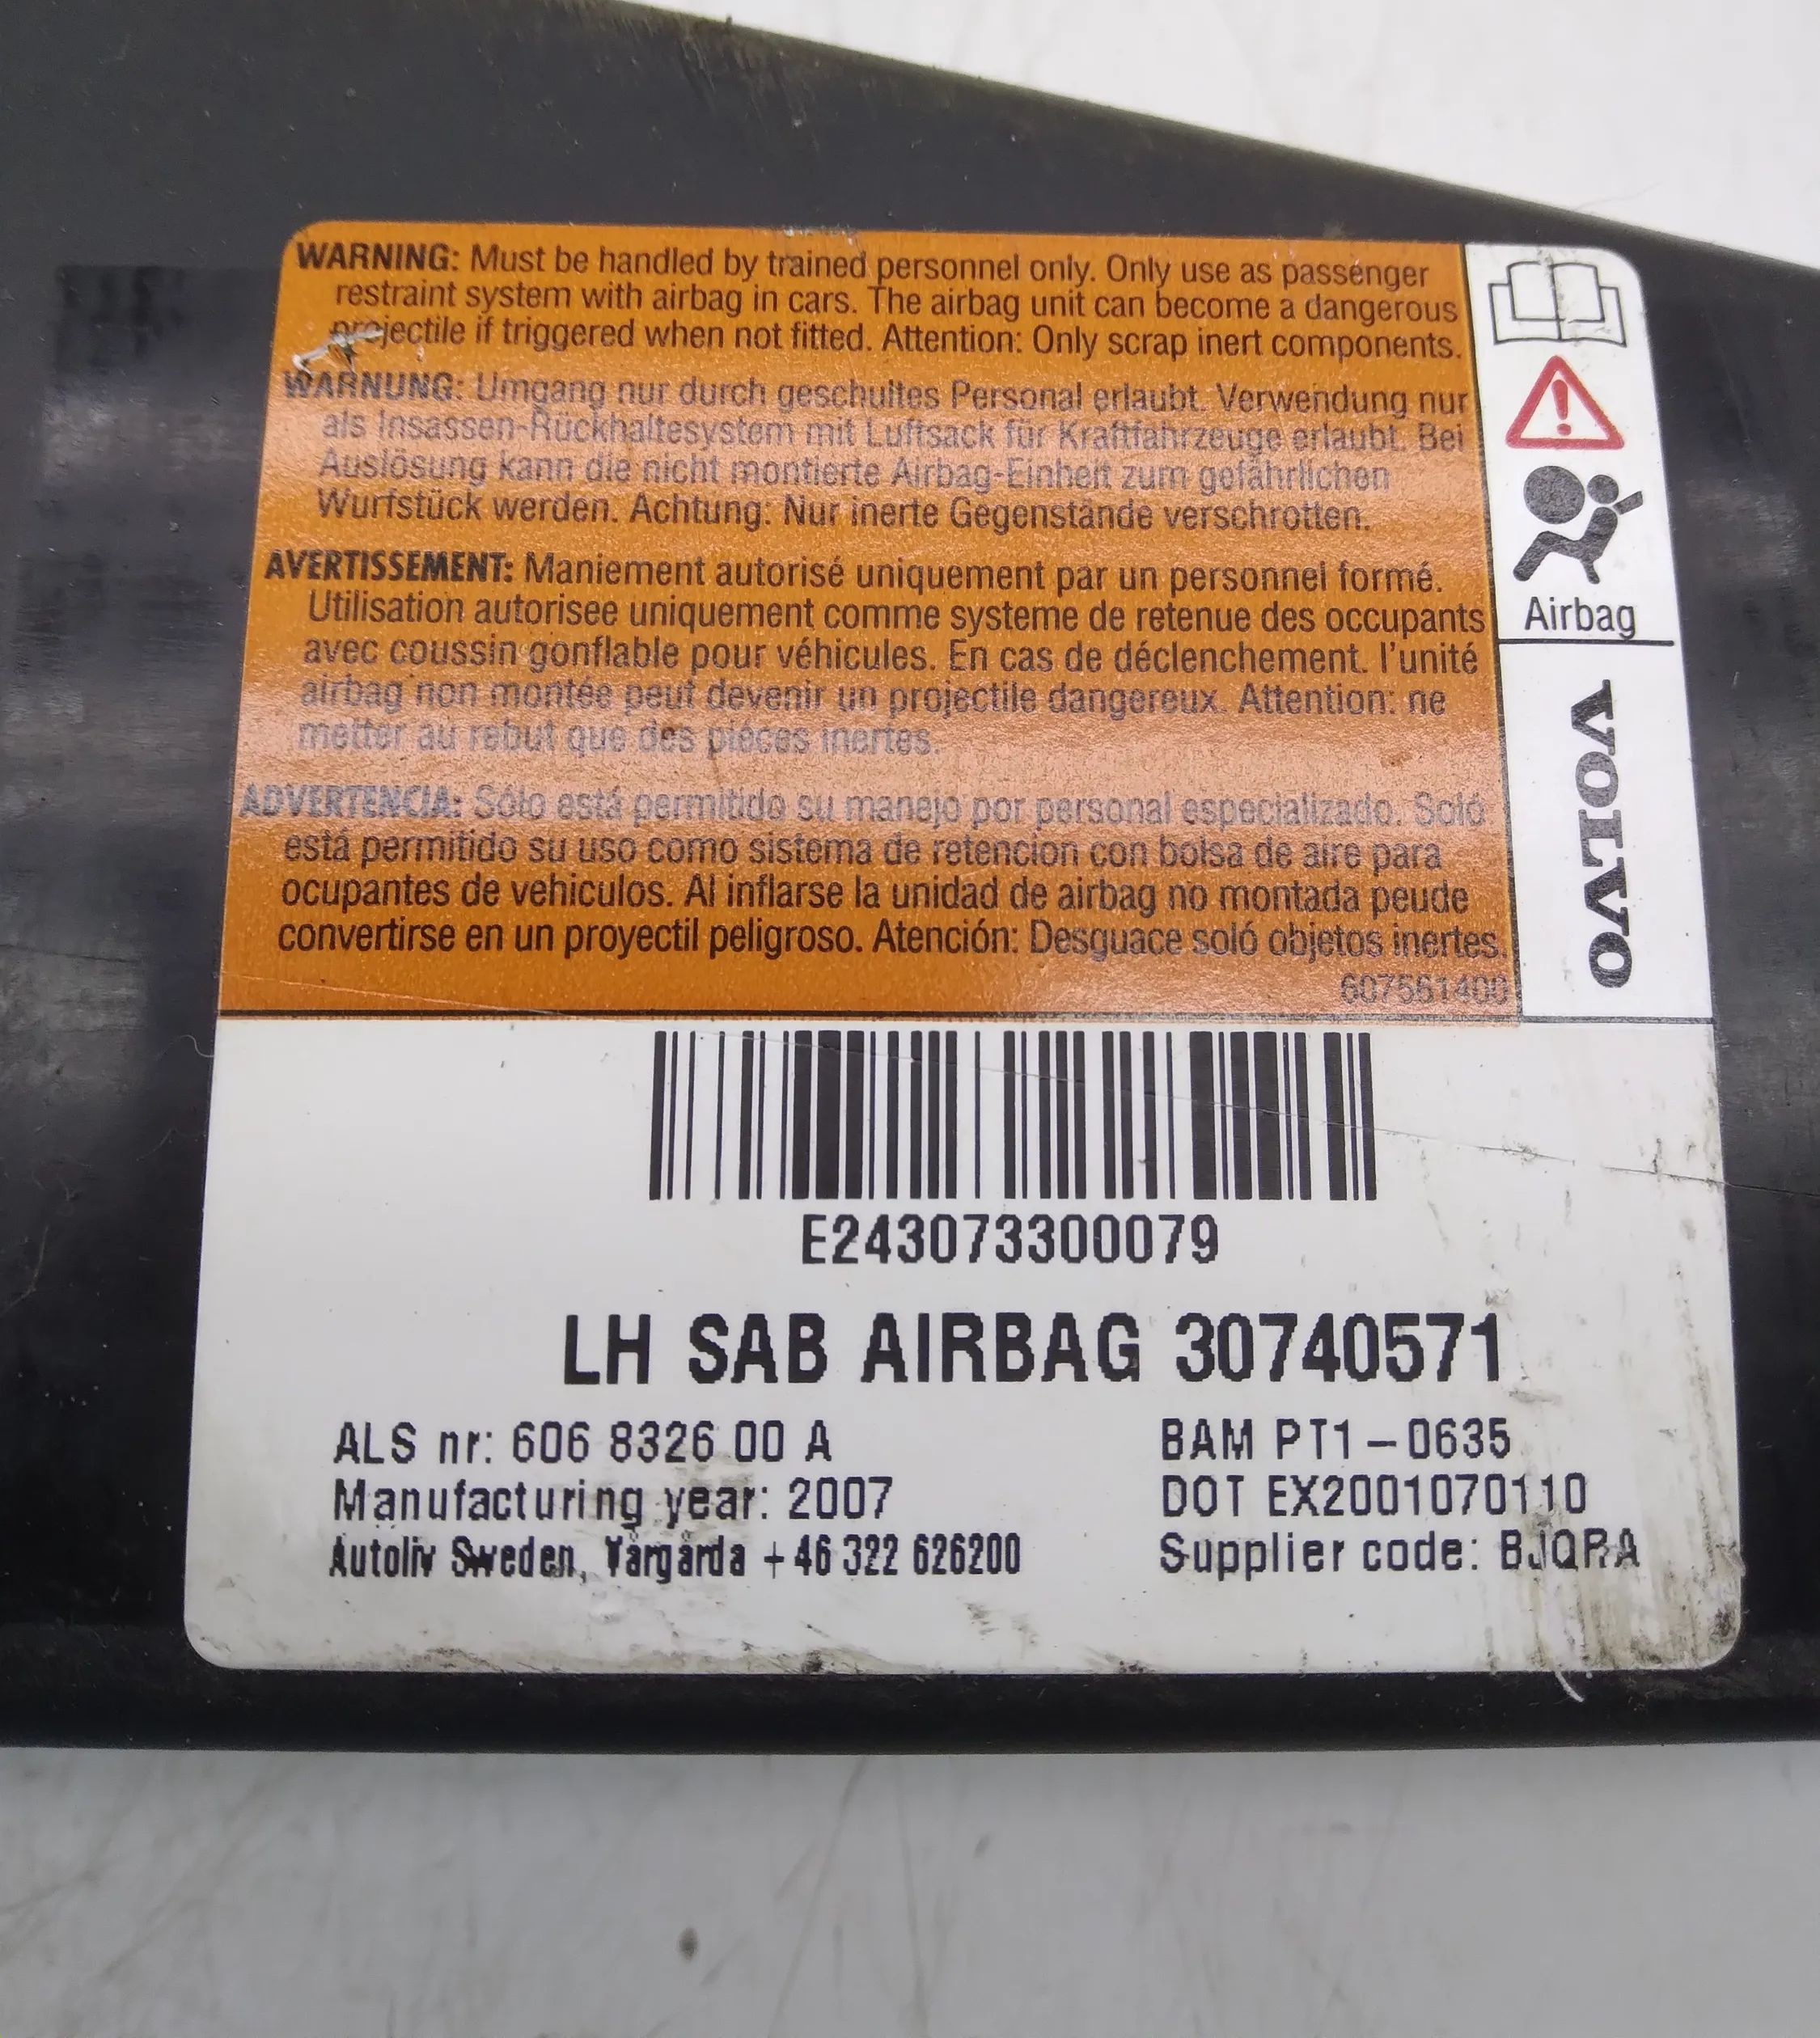 WARNING: Must be handled by trained personnel only. Only use as passenger
restraint system with airbag in cars. The airbag unit can become a dangerous
projectile if triggered when not fitted. Attention: Only scrap inert components.
WARNUNG: Umgang nur durch geschultes Personal erlaubt. Verwendung nur
als Insassen-Rückhaltesystem mit Luftsack für Kraftfahrzeuge erlaubt. Bei
Auslösung kann die nicht montierte Airbag-Einheit zum gefährlichen
Wurfstück werden. Achtung: Nur inerte Gegenstände verschrotten.
AVERTISSEMENT: Maniement autorisé uniquement par un personnel formé.
Utilisation autorisee uniquement comme systeme de retenue des occupants
avec coussin gonflable pour véhicules. En cas de déclenchement. l'unité
airbag non montée peut devenir un projectile dangereux. Attention: ne
metter au rebut que des piéces inertes.
ADVERTENCIA: Sólo está permitido su manejo por personal especializado. Soló
está permitido su uso como sistema de retencion con bolsa de aire para
ocupantes de vehiculos. Al inflarse la unidad de airbag no montada peude
convertirse en un proyectil peligroso. Atención: Desguace soló objetos inertes.
607561400
Airbag
VOLVO
E243073300079
LH SAB AIRBAG 30740571
ALS nr: 606 8326 00 A
BAM PT1-0635
Manufacturing year: 2007
DOT EX2001070110
Autoliv Sweden, Vårgårda +46 322 626200
Supplier code: BJQRA